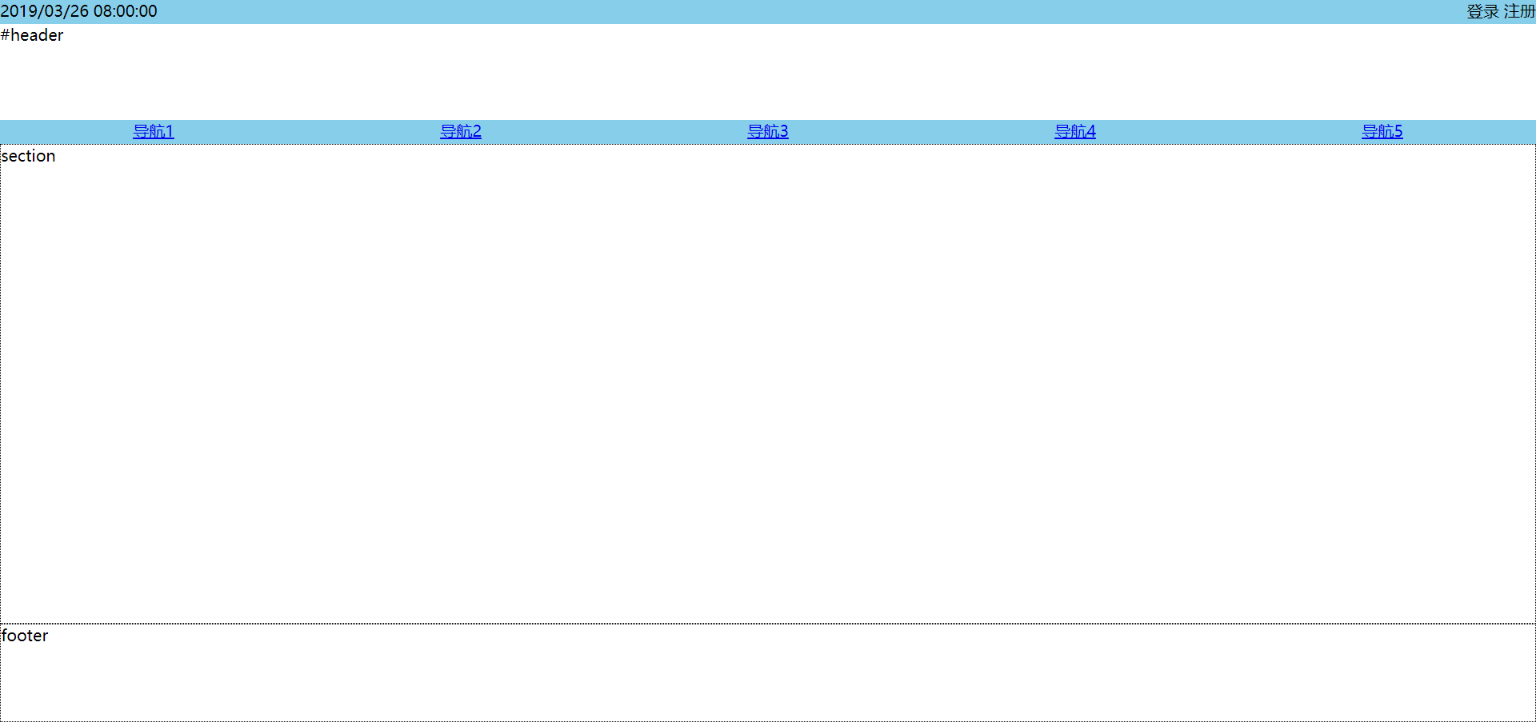 2019/03/26 08:00:00 登录 注册
#header
导航1 导航2 导航3 导航4 导航5
section
footer